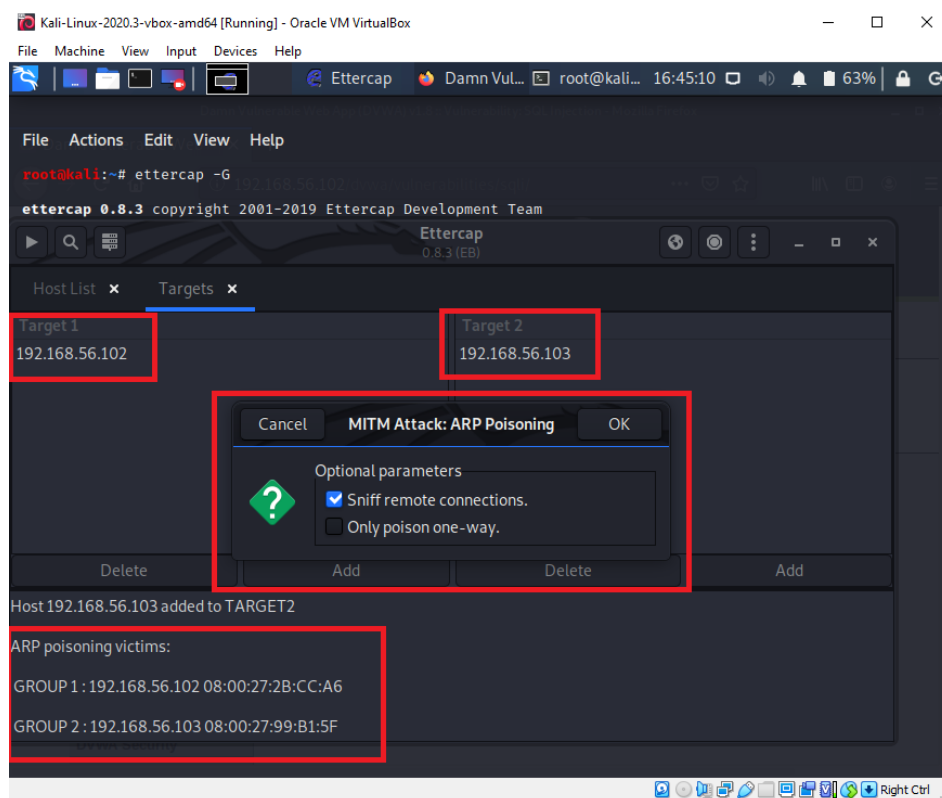 Kali-Linux-2020.3-vbox-amd64 [Running] - Oracle VM VirtualBox
File Machine View Input Devices Help
Ettercap Damn Vul... root@kali... 16:45:10 63%
File Actions Edit View Help
root@kali:~# ettercap -G
192.168.56.102
ettercap 0.8.3 copyright 2001-2019 Ettercap Development Team
Ettercap
0.8.3 (EB)
Host List Targets
Target 1 Target 2
192.168.56.102 192.168.56.103
Cancel MITM Attack: ARP Poisoning OK
Optional parameters
Sniff remote connections.
Only poison one-way.
Delete Add Delete Add
Host 192.168.56.103 added to TARGET2
ARP poisoning victims:
GROUP 1 : 192.168.56.102 08:00:27:2B:CC:A6
GROUP 2 : 192.168.56.103 08:00:27:99:B1:5F
DVWA Security
Right Ctrl